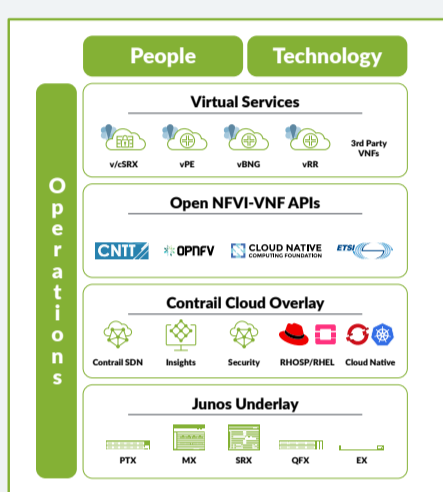 People
Technology
Operations
Virtual Services
v/cSRX
vPE
vBNG
vRR
3rd Party
VNFs
Open NFVI-VNF APIs
CNTT
OPNFV
CLOUD NATIVE
COMPUTING FOUNDATION
ETSI
Contrail Cloud Overlay
Contrail SDN
Insights
Security
RHOSP/RHEL
Cloud Native
Junos Underlay
PTX
MX
SRX
QFX
EX